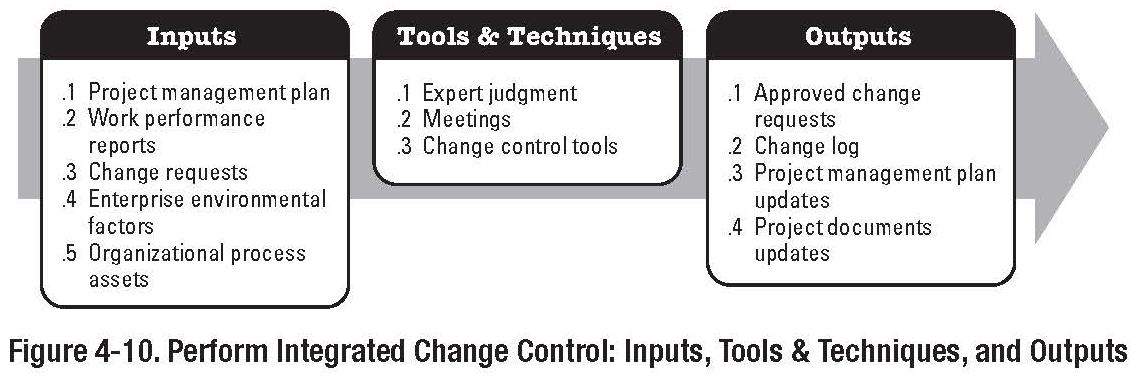 Inputs
.1 Project management plan
.2 Work performance
reports
.3 Change requests
.4 Enterprise environmental
factors
.5 Organizational process
assets
Tools & Techniques
.1 Expert judgment
.2 Meetings
.3 Change control tools
Outputs
.1 Approved change
requests
.2 Change log
.3 Project management plan
updates
.4 Project documents
updates
Figure 4-10. Perform Integrated Change Control: Inputs, Tools & Techniques, and Outputs